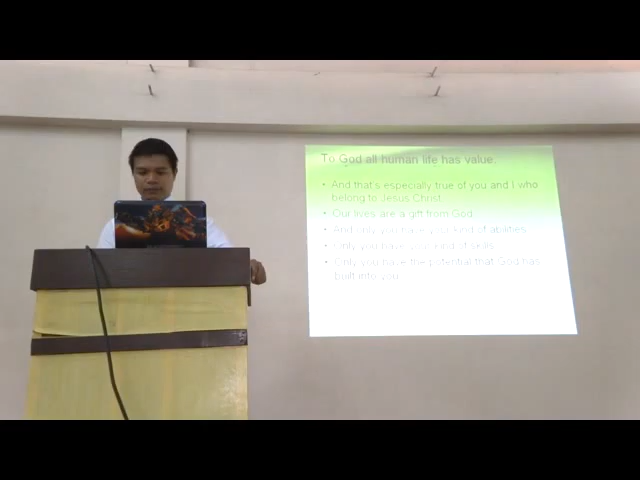 To God all human life has value.
• And that's especially true of you and I who
belong to Jesus Christ.
• Our lives are a gift from God.
• And only you have your kind of abilities.
• Only you have your kind of skills.
• Only you have the potential that God has
built into you.